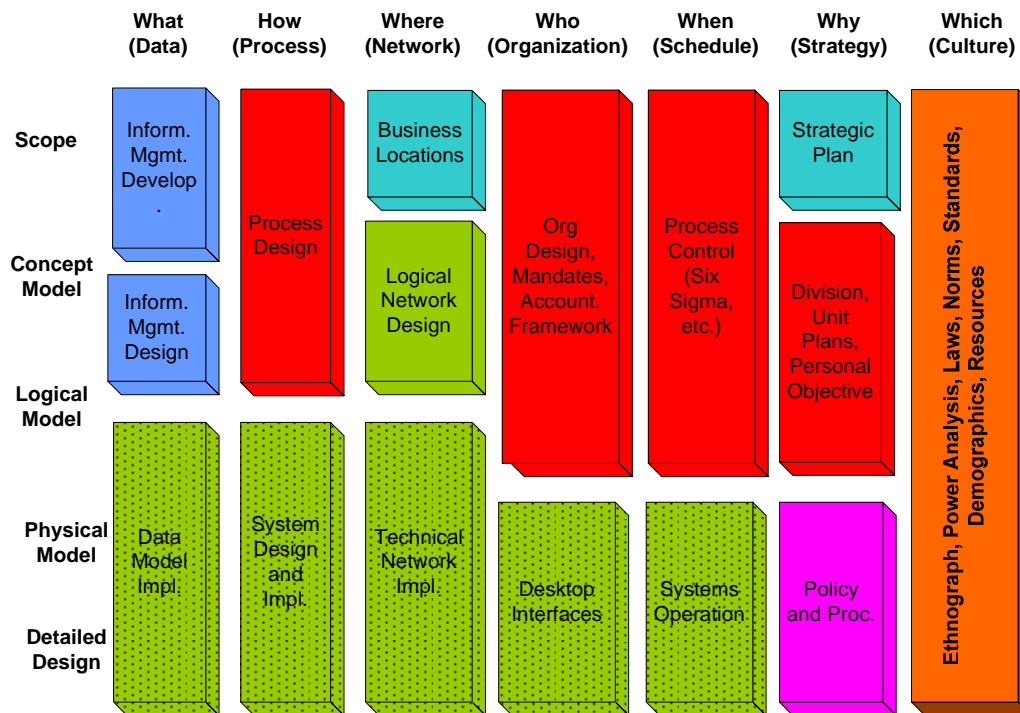 What
(Data)
How
(Process)
Where
(Network)
Who
(Organization)
When
(Schedule)
Why
(Strategy)
Which
(Culture)
Scope
Concept
Model
Logical
Model
Physical
Model
Detailed
Design
Inform.
Mgmt.
Develop
.
Inform.
Mgmt.
Design
Data
Model
Impl.
Process
Design
System
Design
and
Impl.
Business
Locations
Logical
Network
Design
Technical
Network
Impl.
Org
Design,
Mandates,
Account.
Framework
Desktop
Interfaces
Process
Control
(Six
Sigma,
etc.)
Systems
Operation
Strategic
Plan
Division,
Unit
Plans,
Personal
Objective
Policy
and Proc.
Ethnograph, Power Analysis, Laws, Norms, Standards,
Demographics, Resources